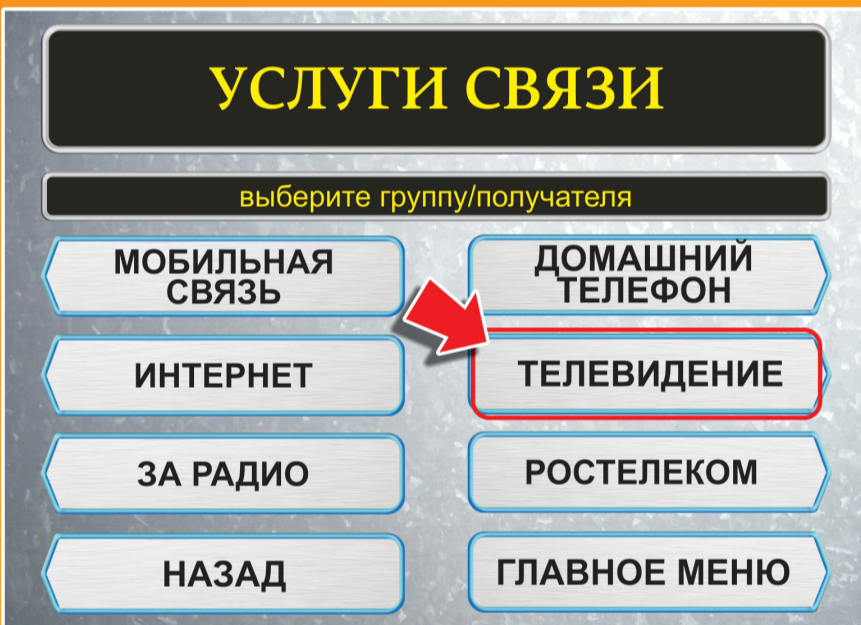 УСЛУГИ СВЯЗИ
выберите группу/получателя
МОБИЛЬНАЯ
СВЯЗЬ
ДОМАШНИЙ
ТЕЛЕФОН
ИНТЕРНЕТ
ТЕЛЕВИДЕНИЕ
ЗА РАДИО
РОСТЕЛЕКОМ
НАЗАД
ГЛАВНОЕ МЕНЮ